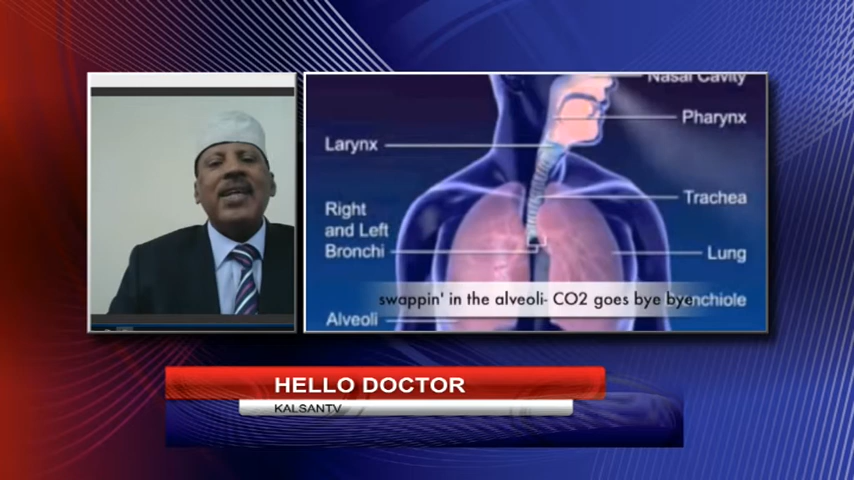 Nasal Cavity
Pharynx
Larynx
Trachea
Right
and Left
Bronchi
Lung
swappin' in the alveoli- CO2 goes bye bye
nchiole
Alveoli
HELLO DOCTOR
KALSANTV